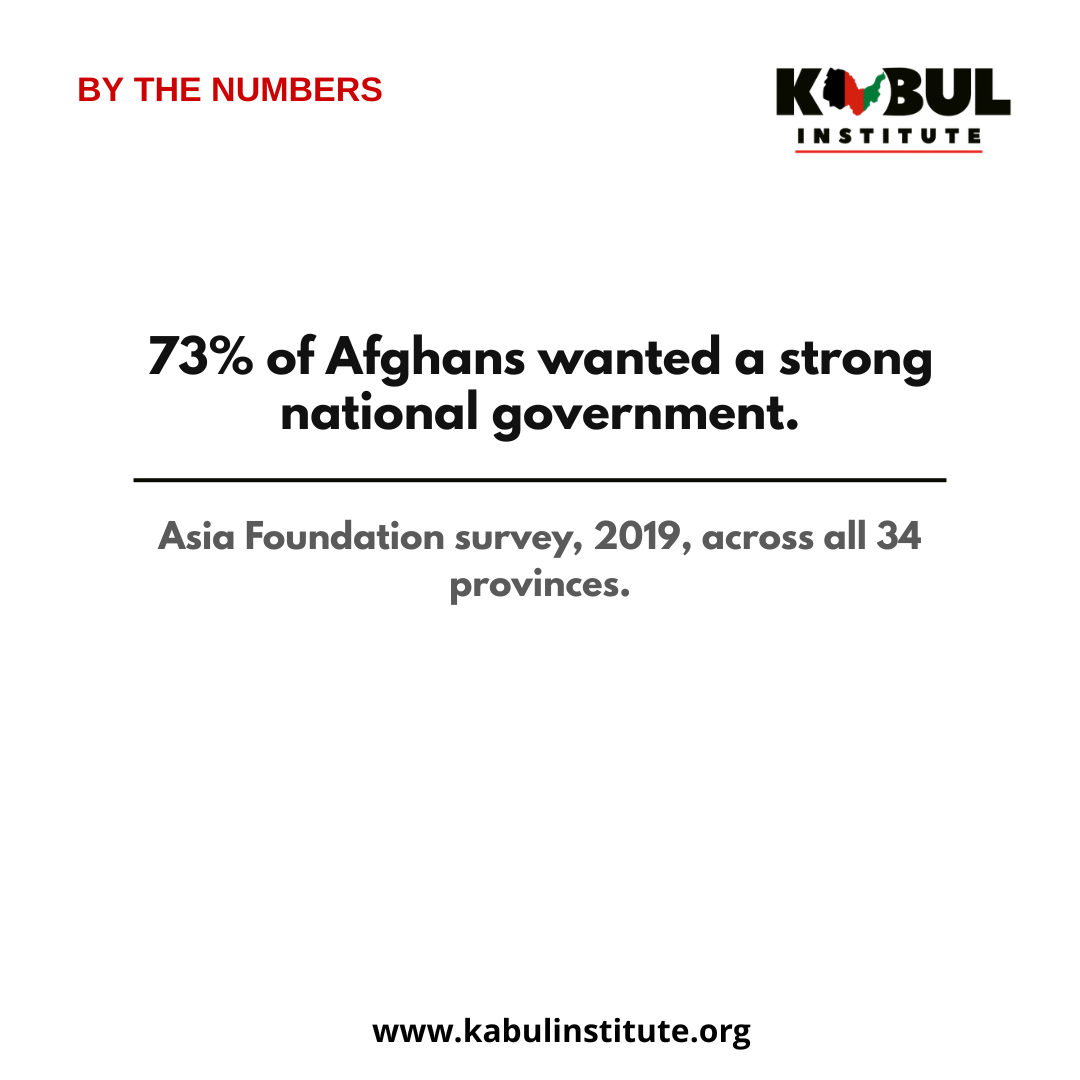 BY THE NUMBERS
KABUL
INSTITUTE
73% of Afghans wanted a strong
national government.
Asia Foundation survey, 2019, across all 34
provinces.
www.kabulinstitute.org